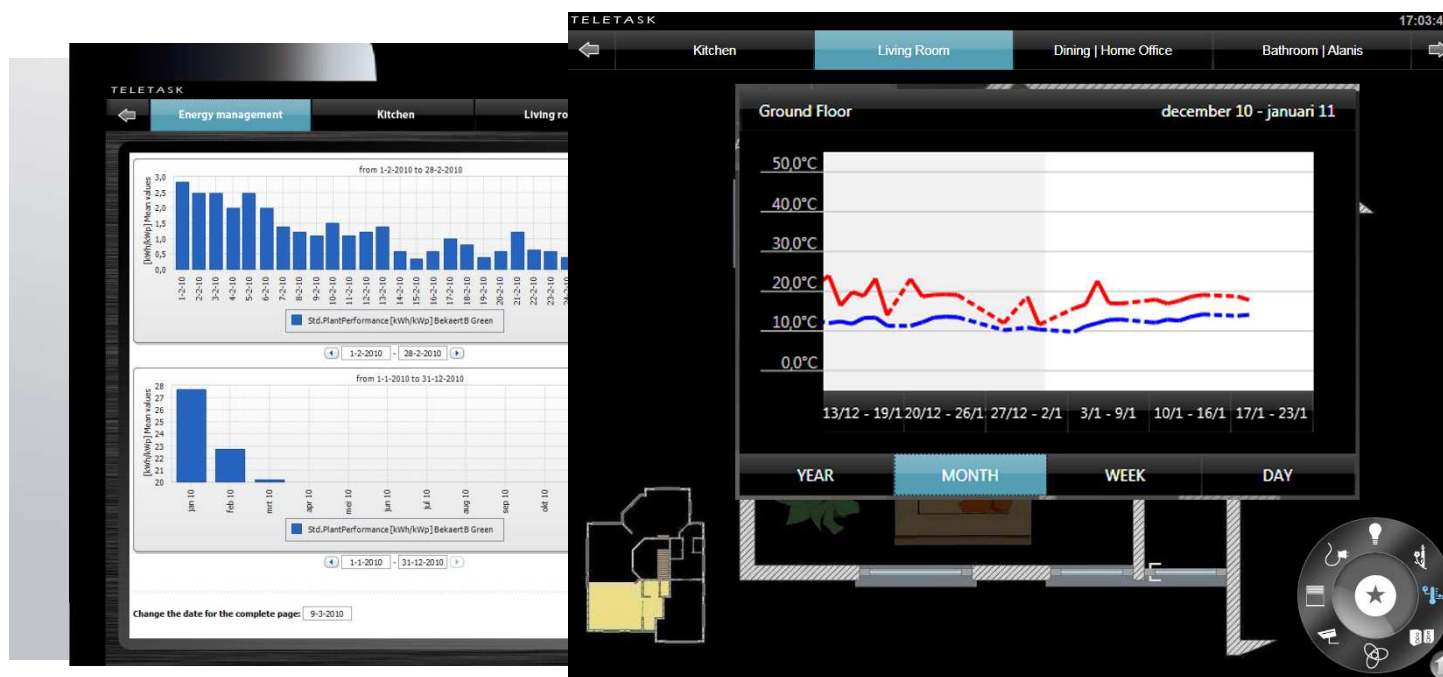 TELETASK
Energy management Kitchen Living ro
from 1-2-2010 to 28-2-2010
[kWh/kWp] Mean values
3,0
2,5
2,0
1,5
1,0
0,5
0,0
1-2-10 2-2-10 3-2-10 4-2-10 5-2-10 6-2-10 7-2-10 8-2-10 9-2-10 10-2-10 11-2-10 12-2-10 13-2-10 14-2-10 15-2-10 16-2-10 17-2-10 18-2-10 19-2-10 20-2-10 21-2-10 22-2-10 23-2-10
Std.PlantPerformance [kWh/kWp] BekaertB Green
1-2-2010 - 28-2-2010
from 1-1-2010 to 31-12-2010
[kWh/kWp] Mean values
28
27
26
25
24
23
22
21
20
jan 10 feb 10 mrt 10 apr 10 mei 10 jun 10 jul 10 aug 10 sep 10 okt 10
Std.PlantPerformance [kWh/kWp] BekaertB Green
1-1-2010 - 31-12-2010
Change the date for the complete page: 9-3-2010
TELETASK 17:03:4
Kitchen Living Room Dining | Home Office Bathroom | Alanis
Ground Floor december 10 - januari 11
50,0°C
40,0°C
30,0°C
20,0°C
10,0°C
0,0°C
13/12 - 19/1 20/12 - 26/1 27/12 - 2/1 3/1 - 9/1 10/1 - 16/1 17/1 - 23/1
YEAR MONTH WEEK DAY